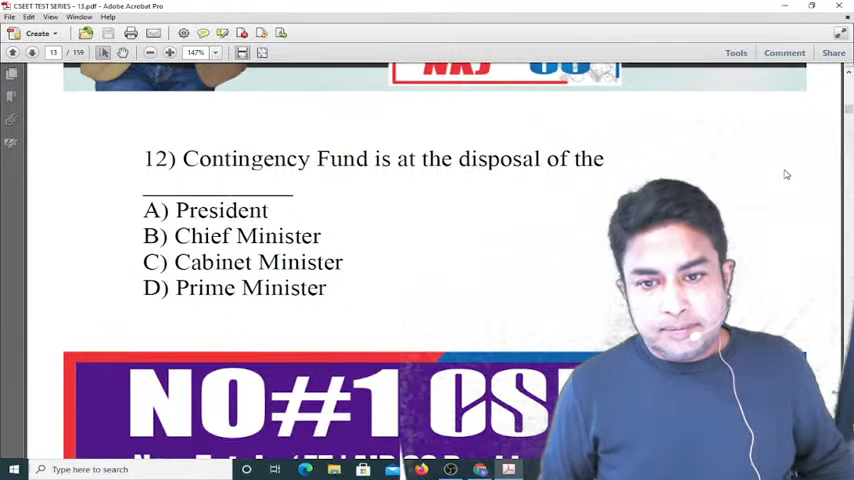 CSEET TEST SERIES - 13.pdf - Adobe Acrobat Pro
File Edit View Window Help
Create
13 / 159 147% Tools Comment Share
NKJ
12) Contingency Fund is at the disposal of the
A) President
B) Chief Minister
C) Cabinet Minister
D) Prime Minister
NO#1 CS
Type here to search